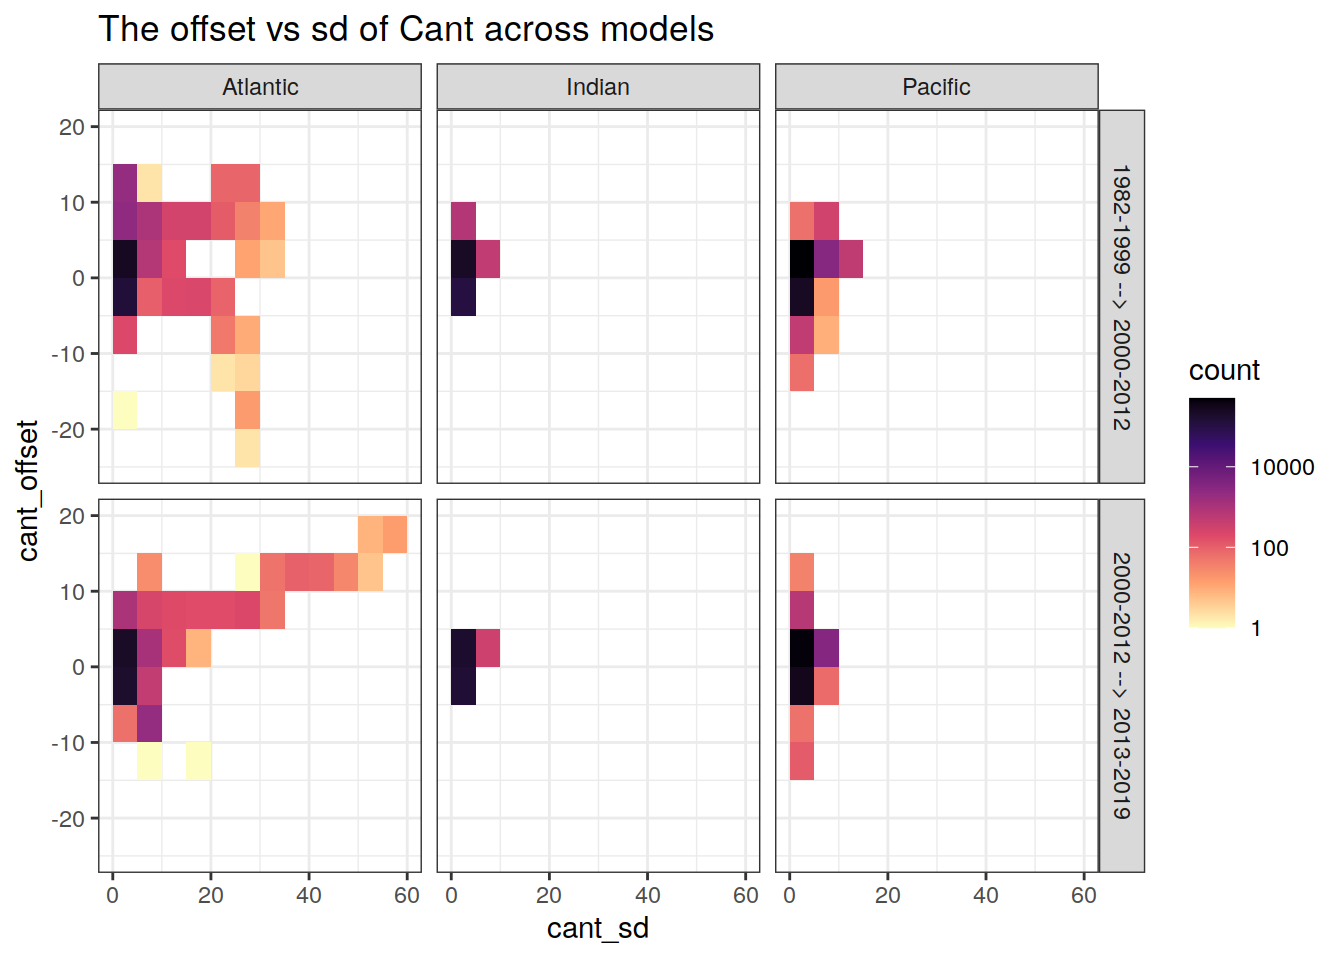 The offset vs sd of Cant across models
Atlantic
Indian
Pacific
20
10
0
-10
-20
1982-1999 --> 2000-2012
20
10
0
-10
-20
2000-2012 --> 2013-2019
cant_offset
0 20 40 60
0 20 40 60
0 20 40 60
cant_sd
count
10000
100
1